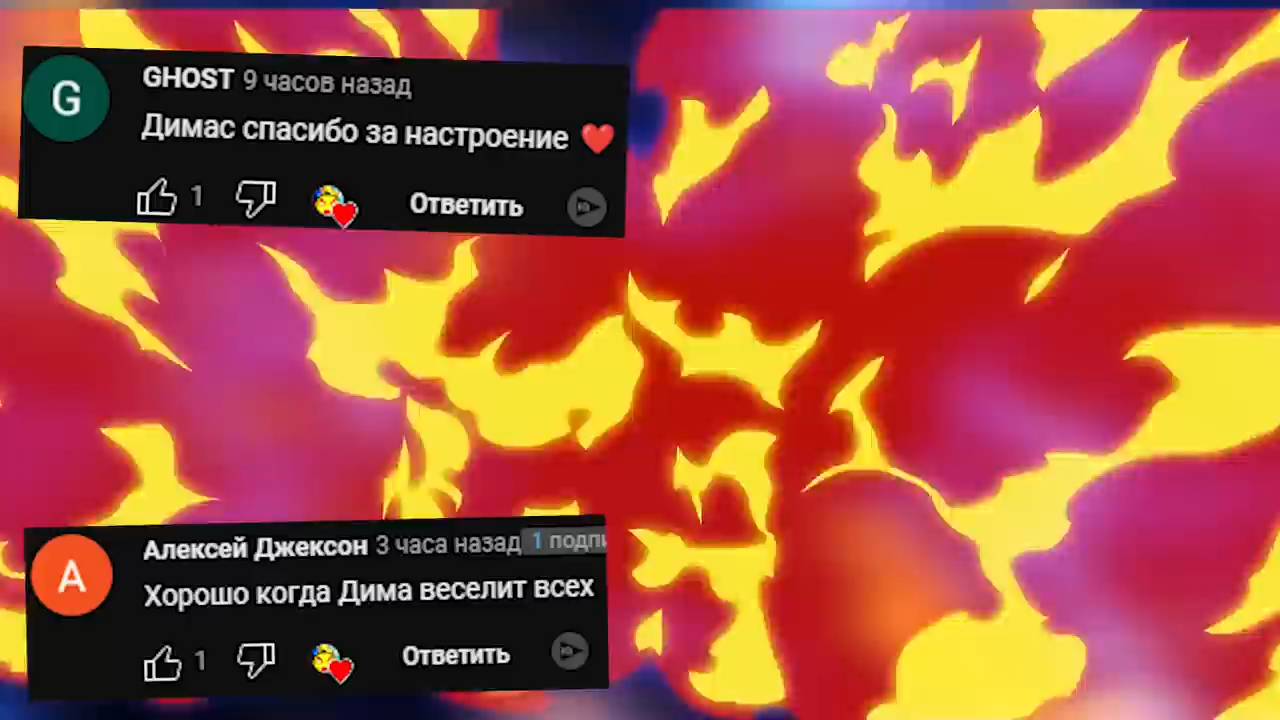 G
GHOST 9 часов назад
Димас спасибо за настроение ❤️
1
Ответить
А
Алексей Джексон 3 часа назад 1
Хорошо когда Дима веселит всех
1
Ответить